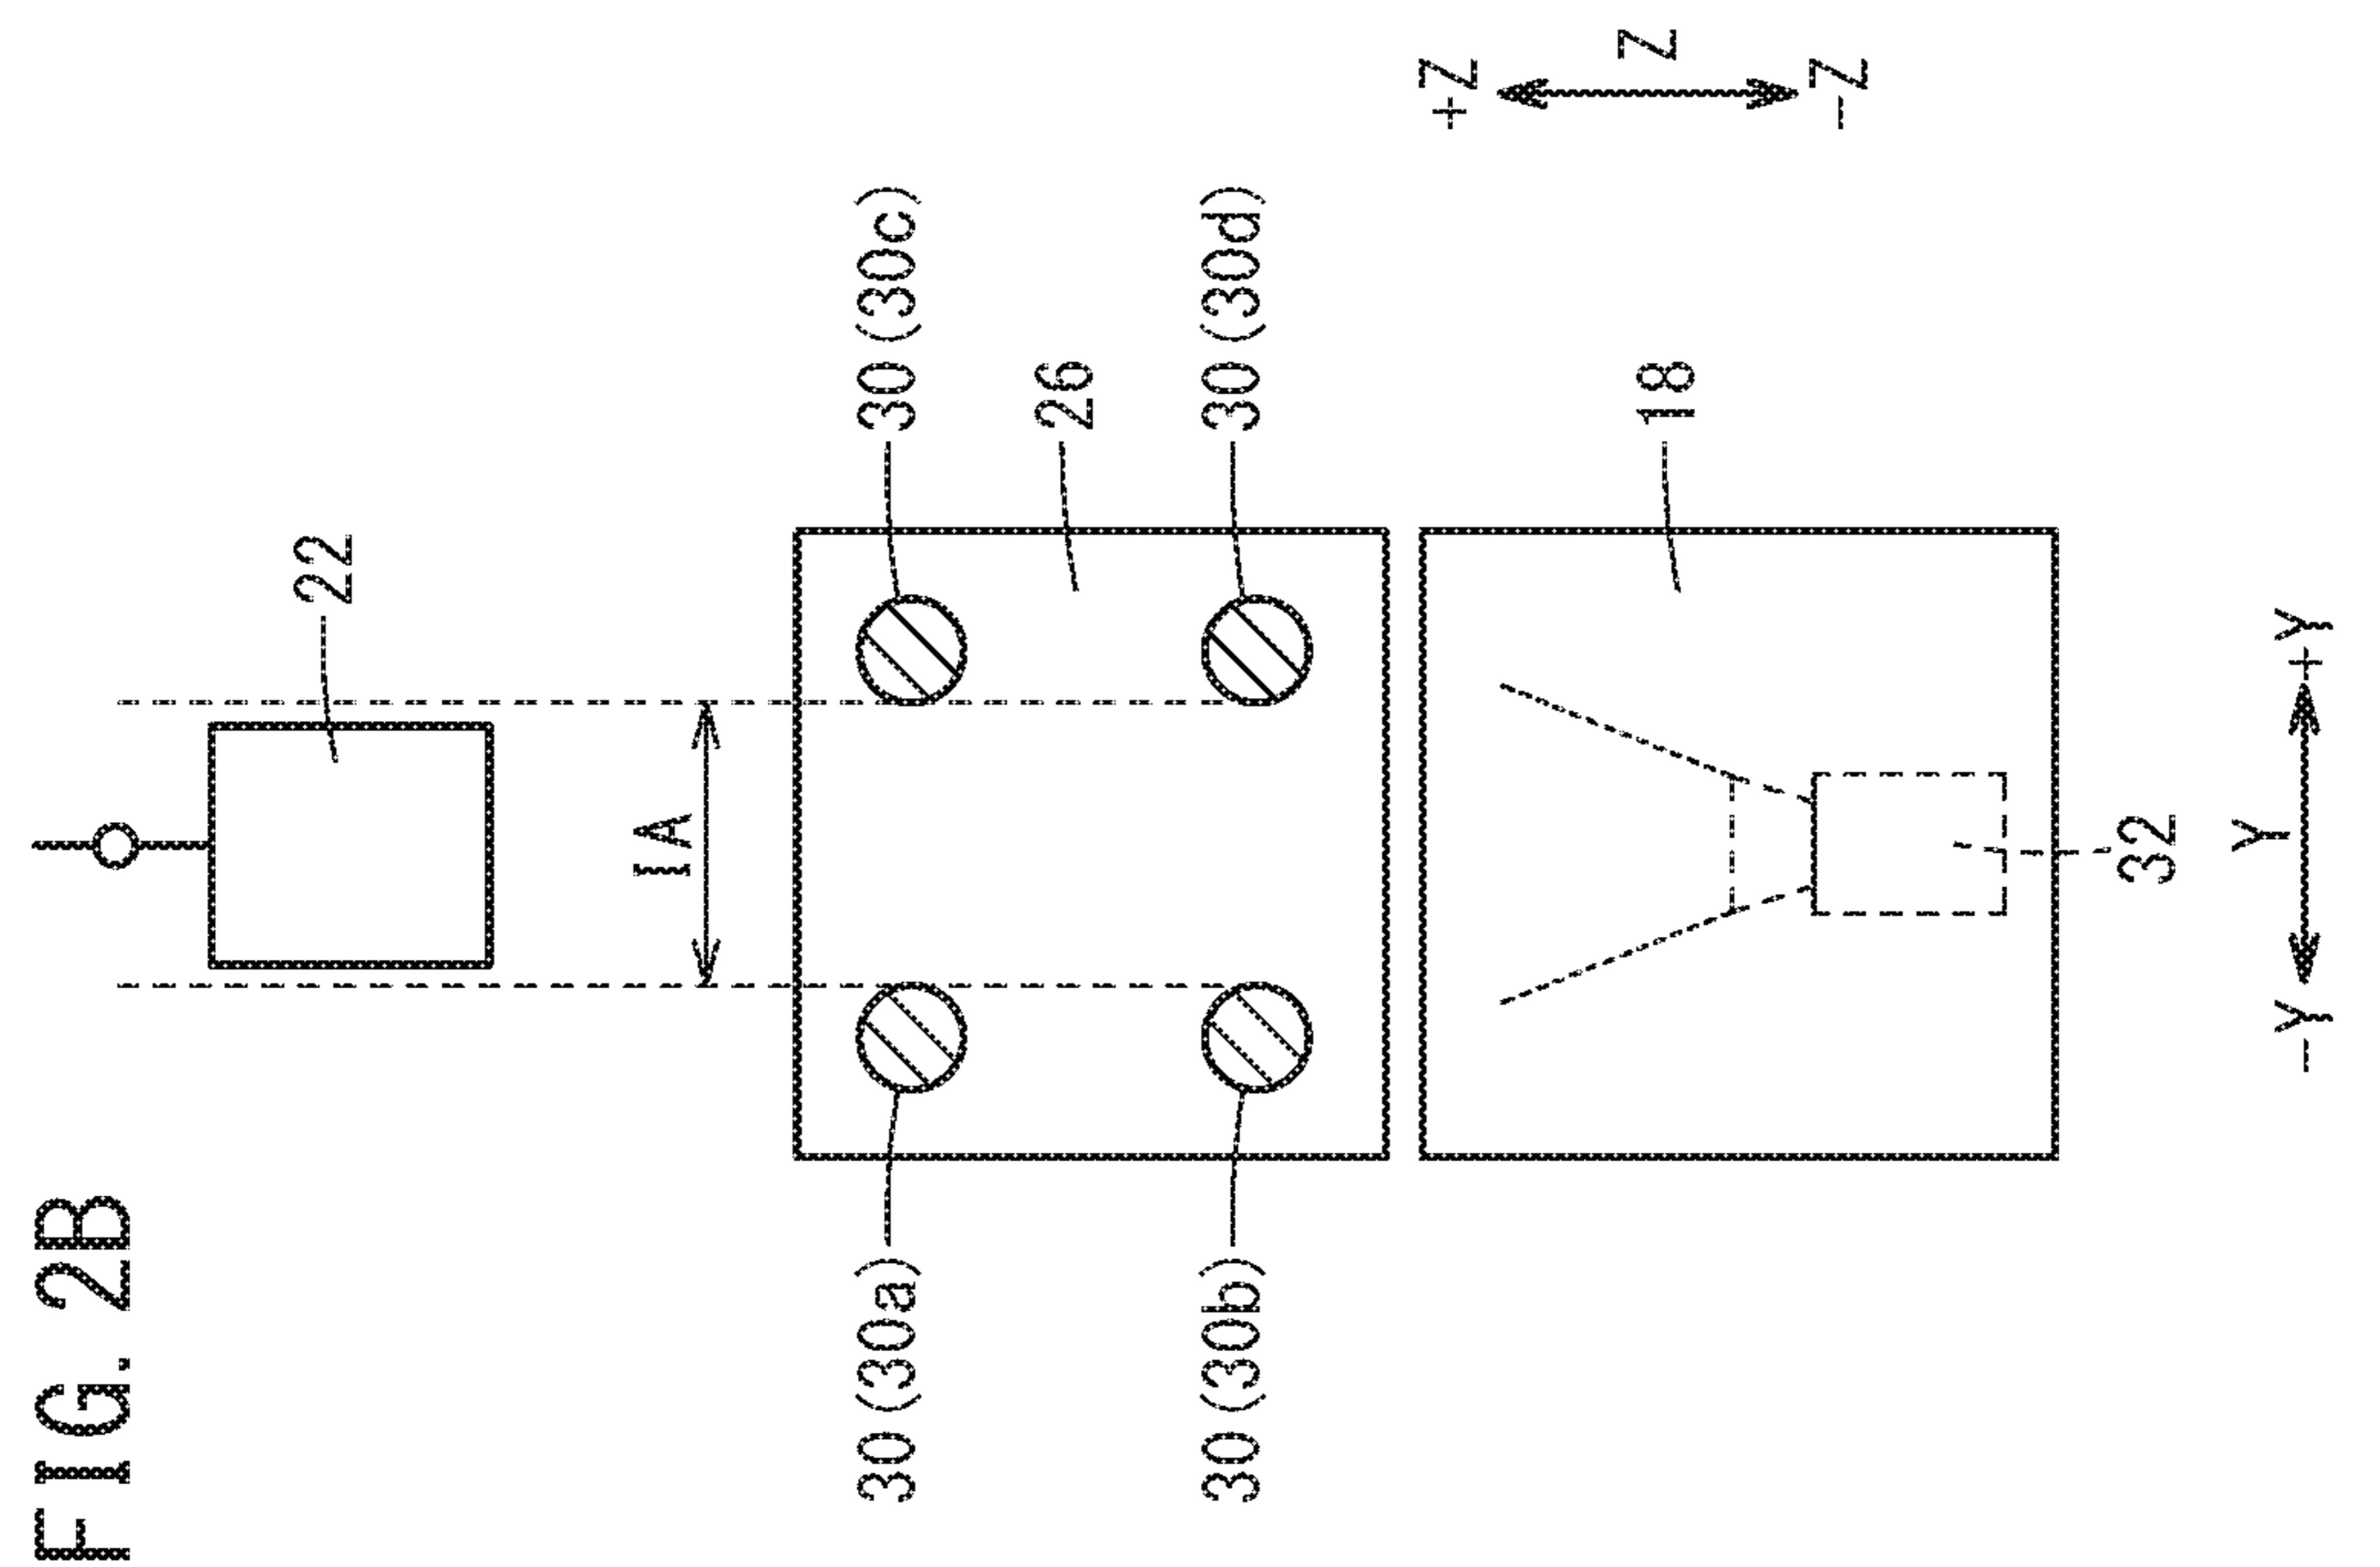 FIG. 2B
22
IA
30(30a)
30(30c)
26
30(30b)
30(30d)
18
32
+Z
Z
-Z
-Y
Y
+Y